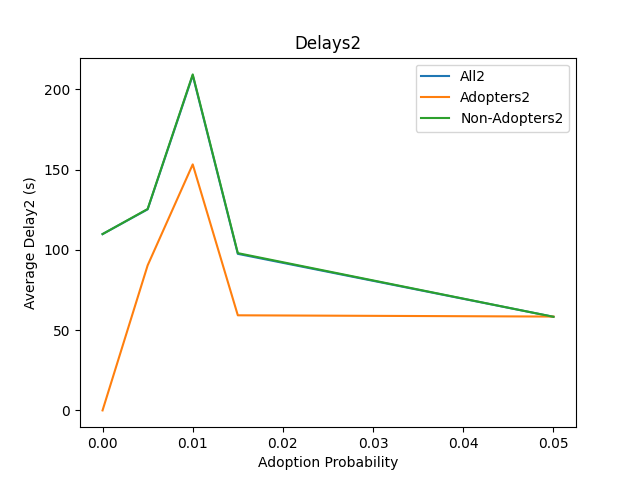 Delays2
All2
Adopters2
Non-Adopters2
Average Delay2 (s)
200
150
100
50
0
0.00 0.01 0.02 0.03 0.04 0.05
Adoption Probability